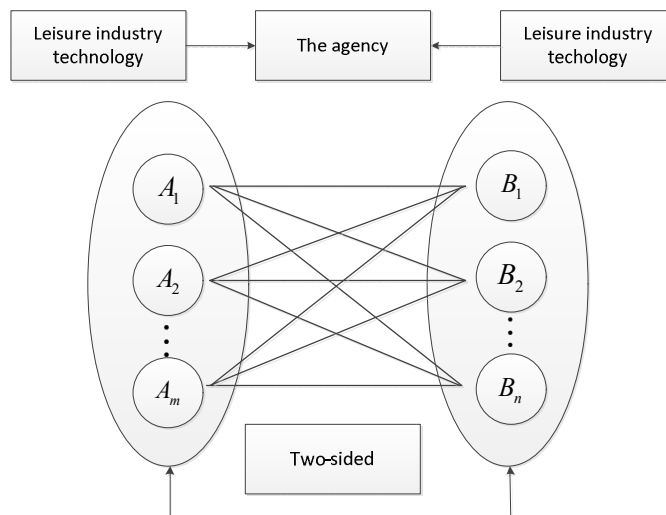 Leisure industry
technology
The agency
Leisure industry
techology
A₁
B₁
A₂
B₂
Aₘ
Bₙ
Two-sided